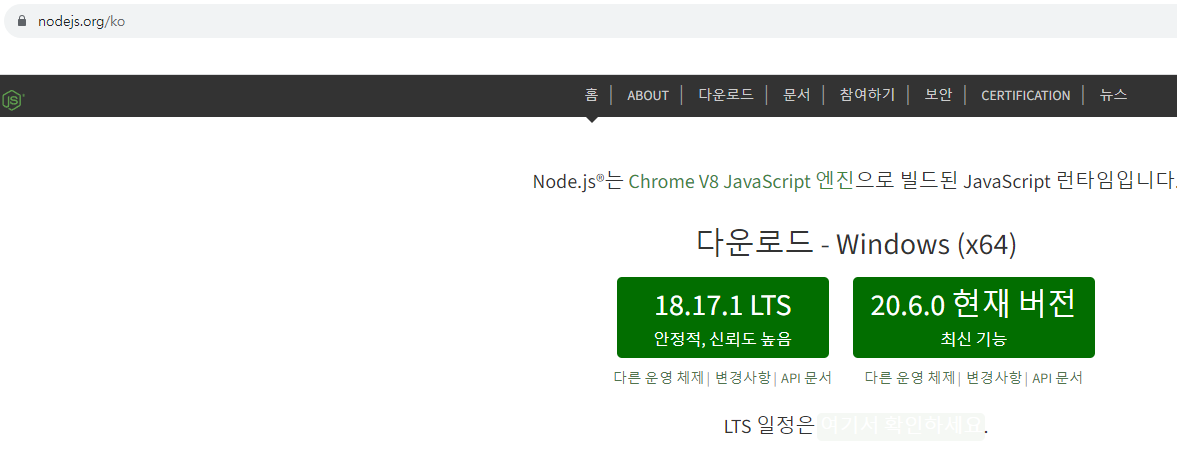 nodejs.org/ko
JS
홈 | ABOUT | 다운로드 | 문서 | 참여하기 | 보안 | CERTIFICATION | 뉴스
Node.js®는 Chrome V8 JavaScript 엔진으로 빌드된 JavaScript 런타임입니다.
다운로드 - Windows (x64)
18.17.1 LTS 20.6.0 현재 버전
안정적, 신뢰도 높음 최신 기능
다른 운영 체제 | 변경사항 | API 문서 다른 운영 체제 | 변경사항 | API 문서
LTS 일정은 여기서 확인하세요.